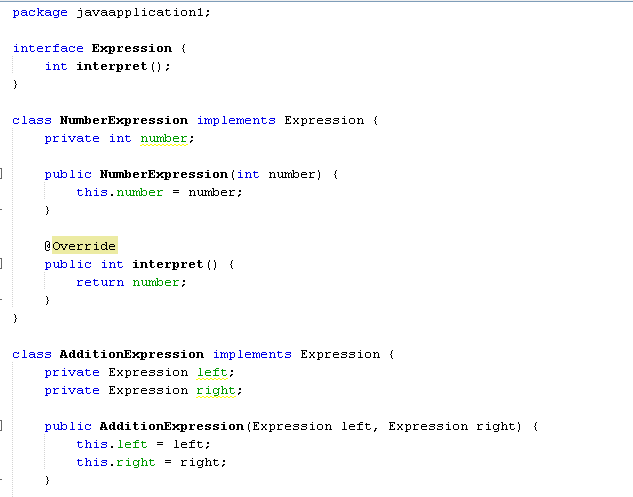 package javaapplication1;
interface Expression {
int interpret();
}
class NumberExpression implements Expression {
private int number;
public NumberExpression(int number) {
this.number = number;
}
@Override
public int interpret() {
return number;
}
}
class AdditionExpression implements Expression {
private Expression left;
private Expression right;
public AdditionExpression(Expression left, Expression right) {
this.left = left;
this.right = right;
}